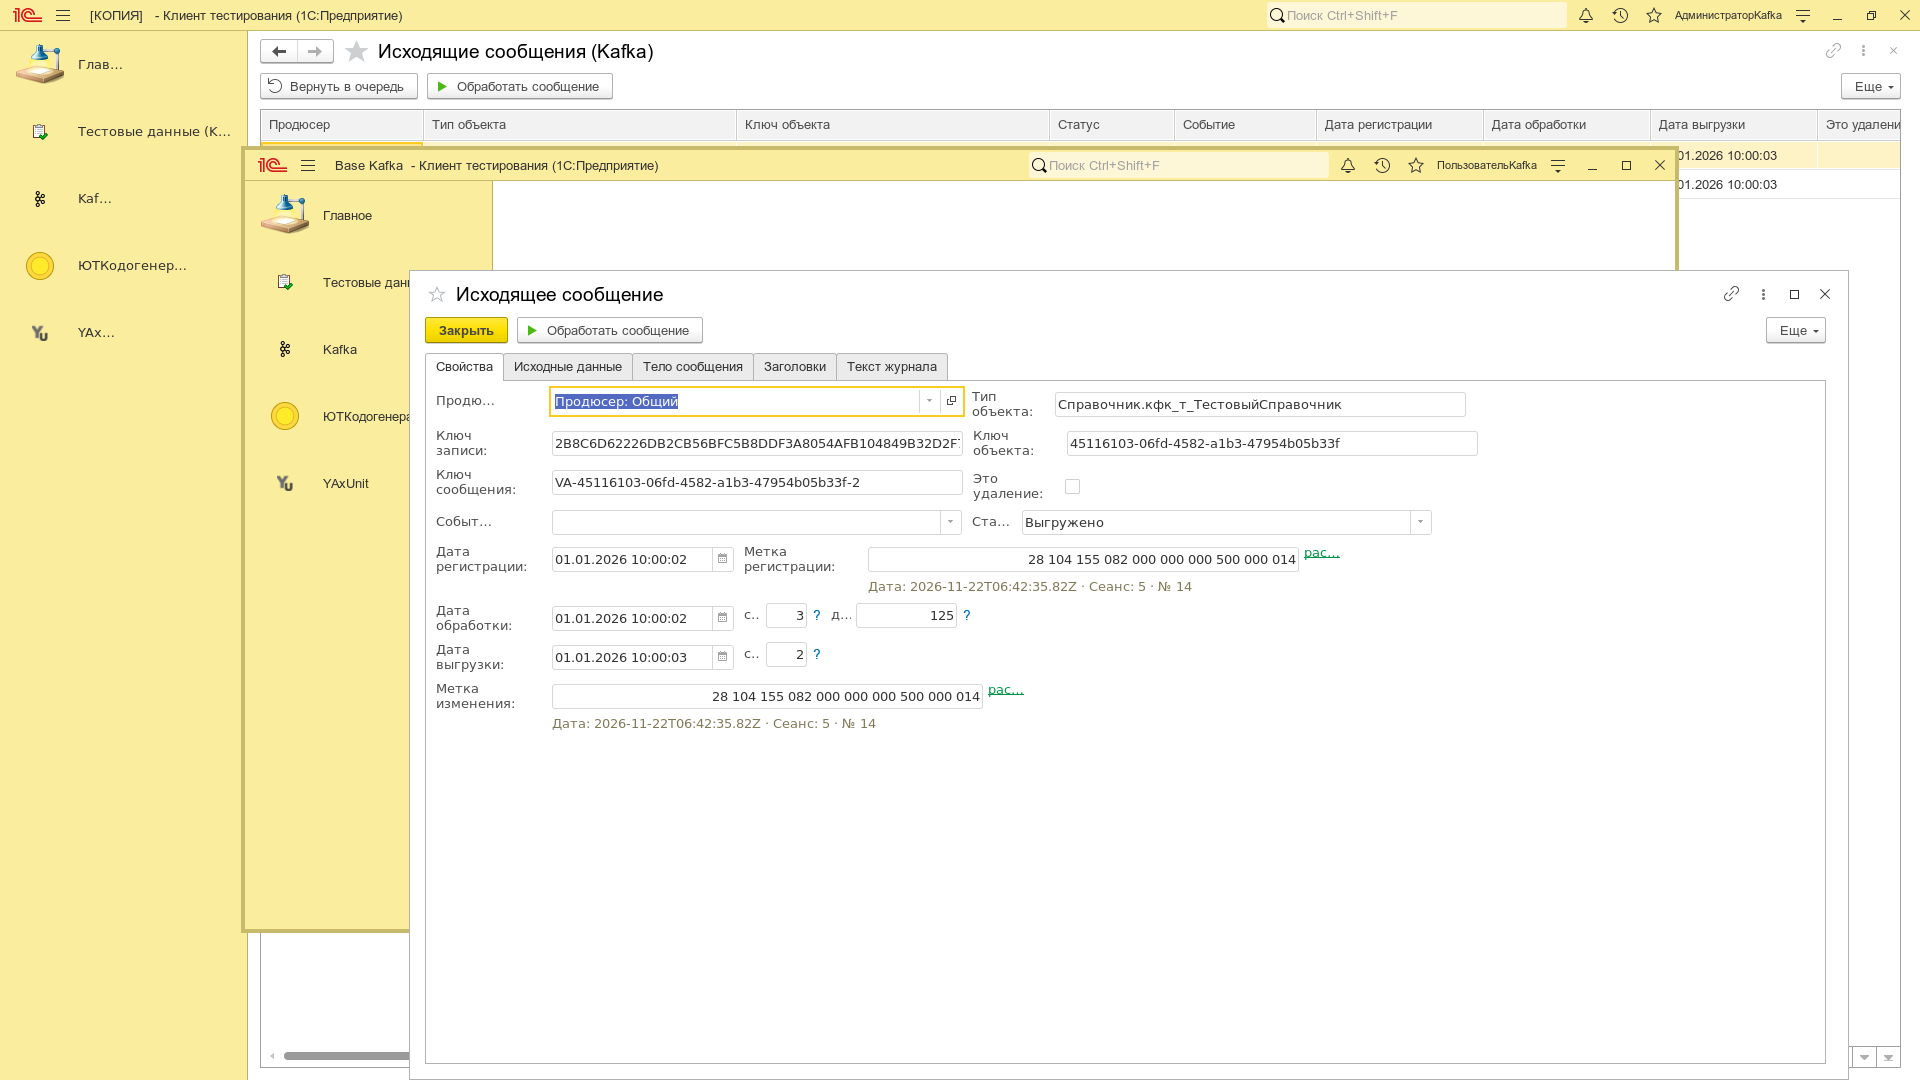 [КОПИЯ] - Клиент тестирования (1С:Предприятие)
Поиск Ctrl+Shift+F
АдминистраторKafka
Глав...
Тестовые данные (К...
Kaf...
ЮТКодогенер...
YAx...
Исходящие сообщения (Kafka)
Вернуть в очередь
Обработать сообщение
Еще
Продюсер
Тип объекта
Ключ объекта
Статус
Событие
Дата регистрации
Дата обработки
Дата выгрузки
Это удалени
01.2026 10:00:03
01.2026 10:00:03
Base Kafka - Клиент тестирования (1С:Предприятие)
Поиск Ctrl+Shift+F
ПользовательKafka
Главное
Тестовые дан
Kafka
ЮТКодогенера
YAxUnit
Исходящее сообщение
Закрыть
Обработать сообщение
Еще
Свойства
Исходные данные
Тело сообщения
Заголовки
Текст журнала
Продю...
Продюсер: Общий
Тип объекта:
Справочник.кфк_т_ТестовыйСправочник
Ключ записи:
2B8C6D62226DB2CB56BFC5B8DDF3A8054AFB104849B32D2F
Ключ объекта:
45116103-06fd-4582-a1b3-47954b05b33f
Ключ сообщения:
VA-45116103-06fd-4582-a1b3-47954b05b33f-2
Это удаление:
Событ...
Ста...
Выгружено
Дата регистрации:
01.01.2026 10:00:02
Метка регистрации:
28 104 155 082 000 000 000 500 000 014
рас...
Дата: 2026-11-22T06:42:35.82Z · Сеанс: 5 · № 14
Дата обработки:
01.01.2026 10:00:02
с..
3
?
д...
125
?
Дата выгрузки:
01.01.2026 10:00:03
с..
2
?
Метка изменения:
28 104 155 082 000 000 000 500 000 014
рас...
Дата: 2026-11-22T06:42:35.82Z · Сеанс: 5 · № 14